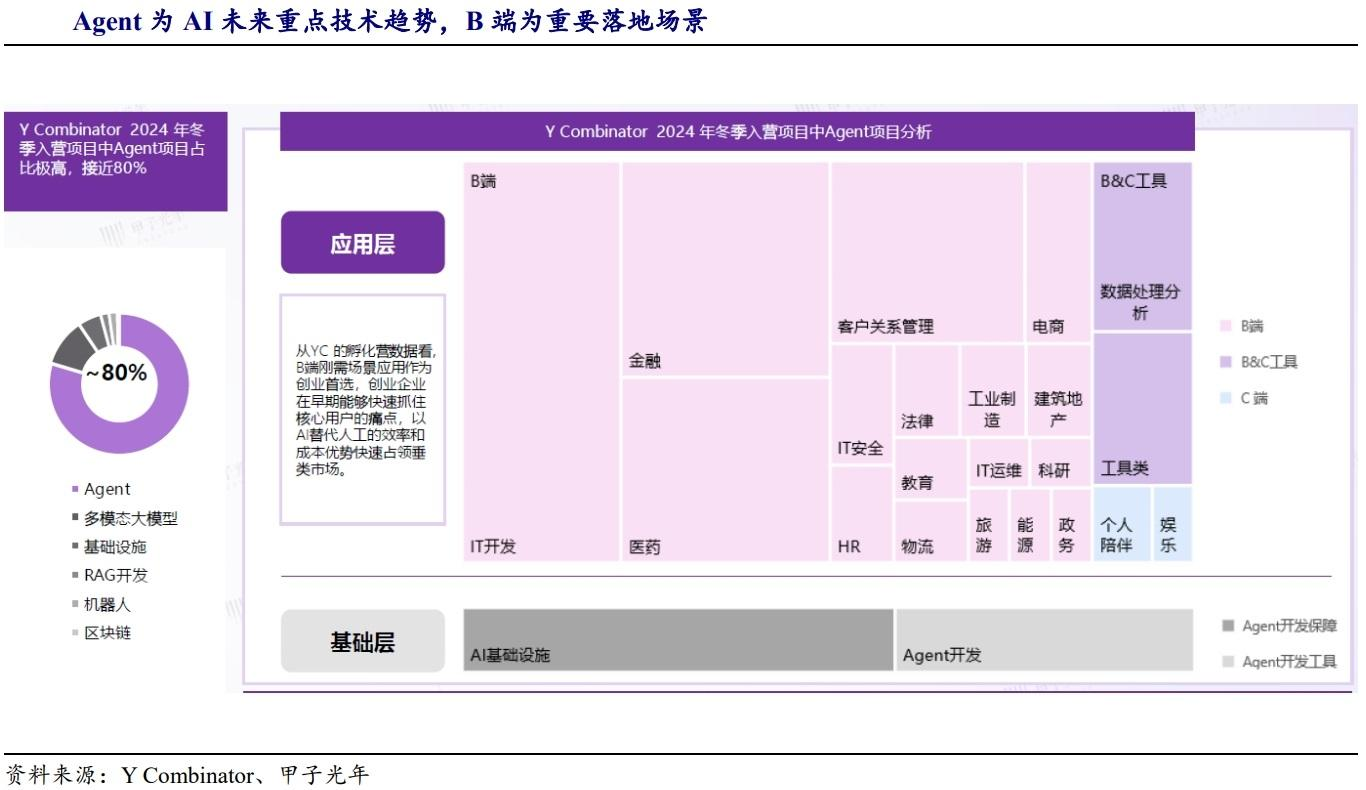 Agent 为 AI 未来重点技术趋势，B 端为重要落地场景
Y Combinator 2024 年冬
季入营项目中Agent项目占
比极高，接近80%
~80%
Agent
多模态大模型
基础设施
RAG开发
机器人
区块链
Y Combinator 2024 年冬季入营项目中Agent项目分析
应用层
从YC 的孵化营数据看，
B端刚需场景应用作为
创业首选，创业企业
在早期能够快速抓住
核心用户的痛点，以
AI替代人工的效率和
成本优势快速占领垂
类市场。
B端
IT开发
金融
医药
客户关系管理
电商
IT安全
HR
法律
工业制
造
建筑地
产
教育
IT运维
科研
物流
旅
游
能
源
政
务
B&C工具
数据处理分
析
工具类
个人
陪伴
娱
乐
B端
B&C工具
C 端
基础层
AI基础设施
Agent开发
Agent开发保障
Agent开发工具
资料来源：Y Combinator、甲子光年